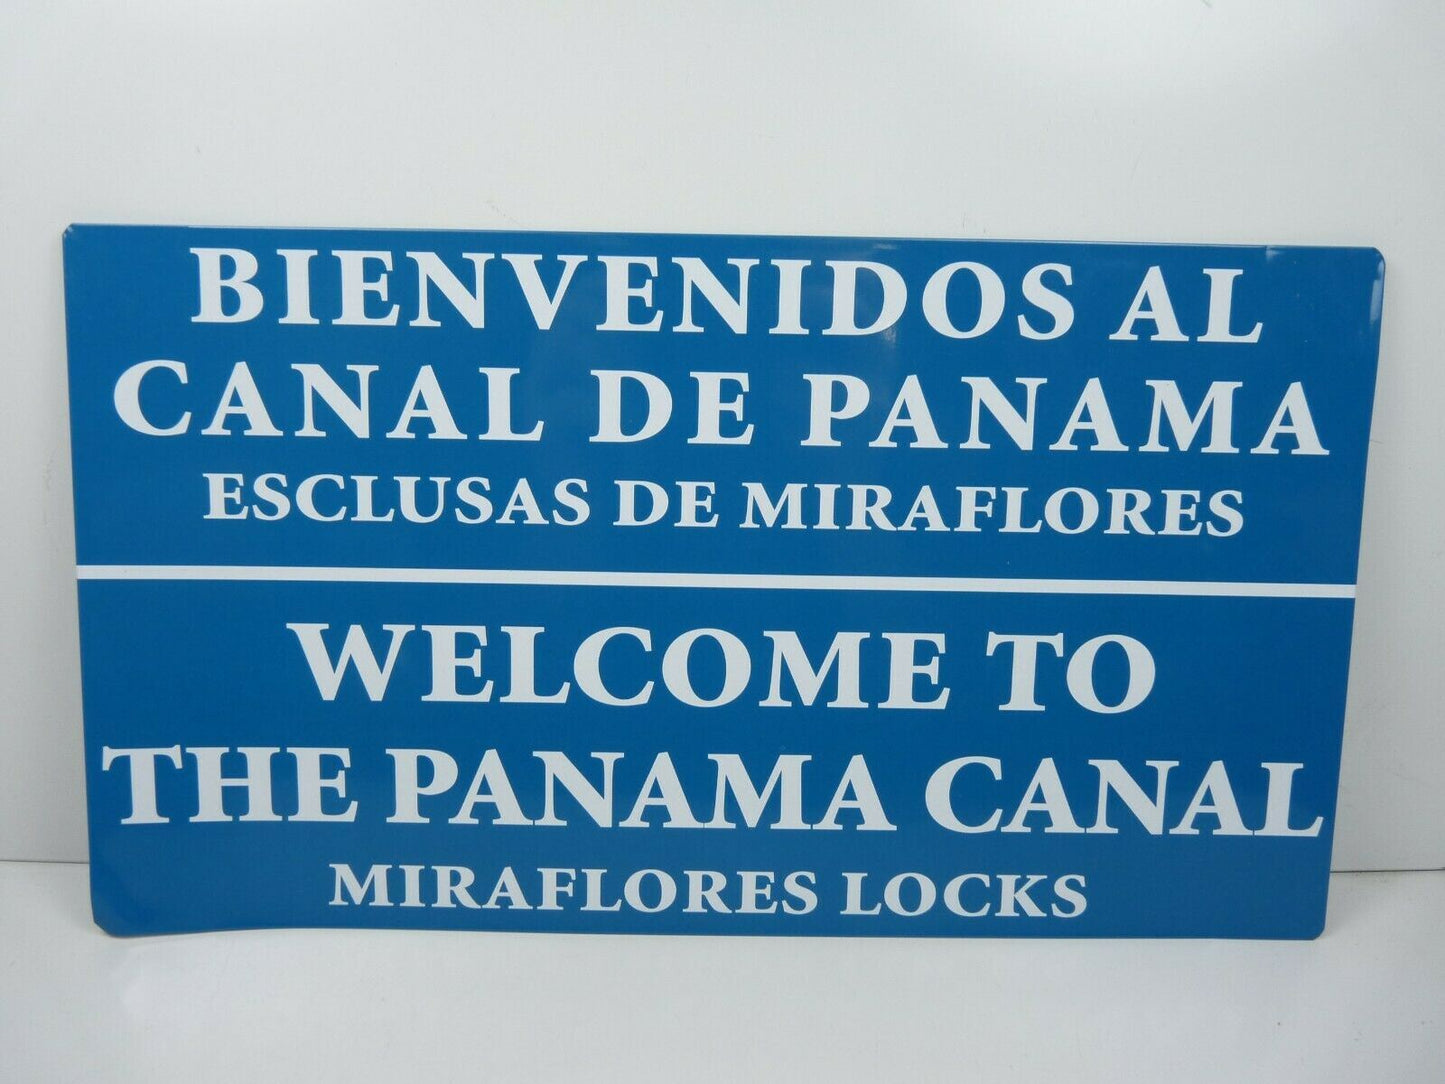 BIENVENIDOS AL
CANAL DE PANAMA
ESCLUSAS DE MIRAFLORES
WELCOME TO
THE PANAMA CANAL
MIRAFLORES LOCKS